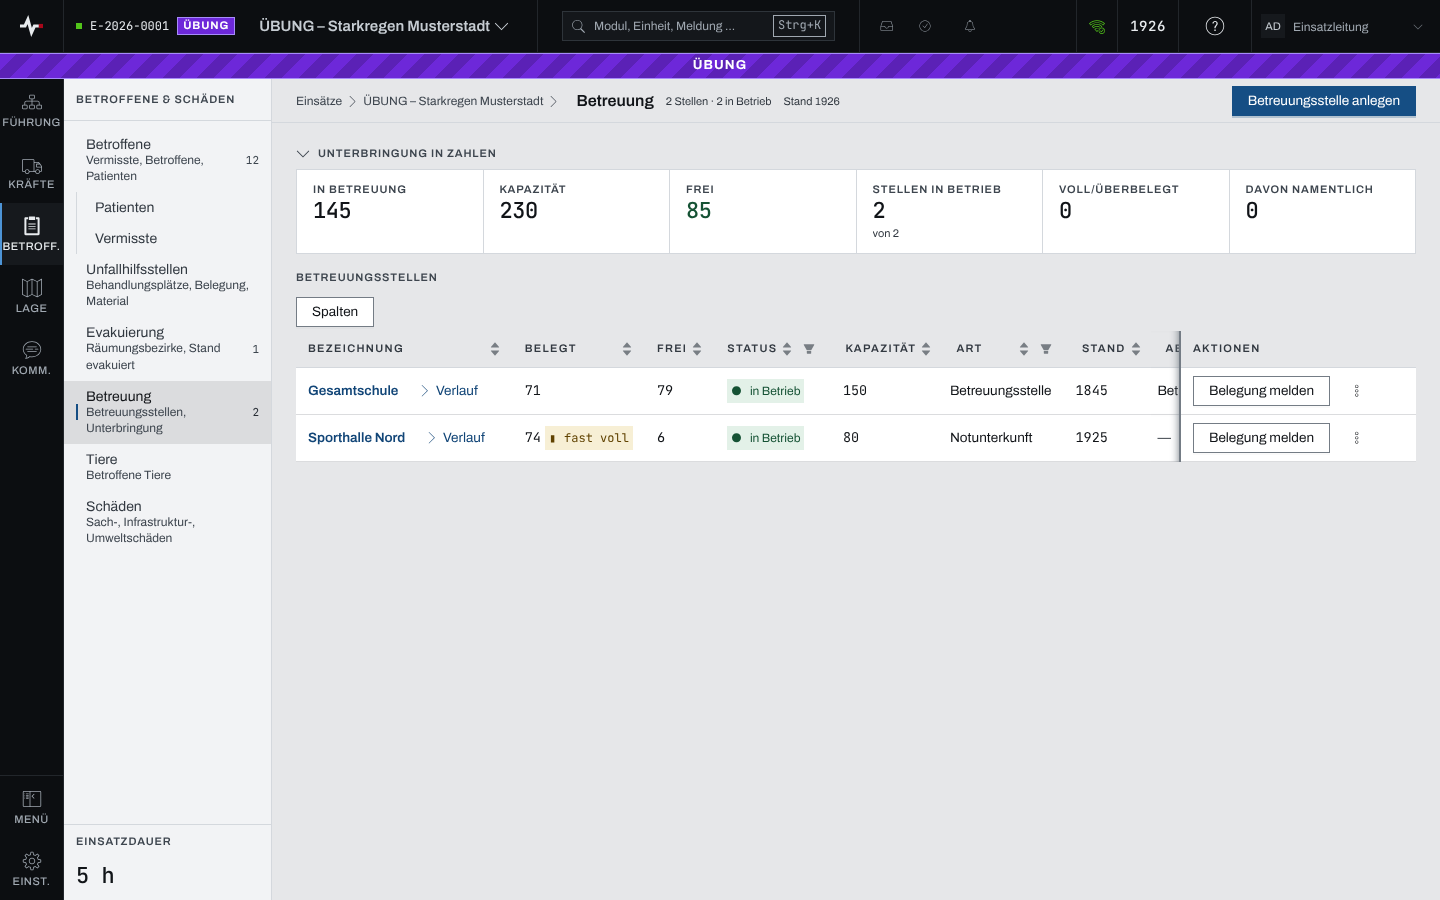 E-2026-0001 ÜBUNG ÜBUNG – Starkregen Musterstadt Modul, Einheit, Meldung ... Strg+K 1926 ? AD Einsatzleitung
ÜBUNG
FÜHRUNG
KRÄFTE
BETROFF.
LAGE
KOMM.
MENÜ
EINST.
BETROFFENE & SCHÄDEN
Betroffene
Vermisste, Betroffene, 12
Patienten
Patienten
Vermisste
Unfallhilfsstellen
Behandlungsplätze, Belegung,
Material
Evakuierung
Räumungsbezirke, Stand 1
evakuiert
Betreuung
Betreuungsstellen, 2
Unterbringung
Tiere
Betroffene Tiere
Schäden
Sach-, Infrastruktur-,
Umweltschäden
EINSATZDAUER
5 h
Einsätze ÜBUNG – Starkregen Musterstadt Betreuung 2 Stellen · 2 in Betrieb Stand 1926 Betreuungsstelle anlegen
UNTERBRINGUNG IN ZAHLEN
IN BETREUUNG KAPAZITÄT FREI STELLEN IN BETRIEB VOLL/ÜBERBELEGT DAVON NAMENTLICH
145 230 85 2 0 0
von 2
BETREUUNGSSTELLEN
Spalten
BEZEICHNUNG BELEGT FREI STATUS KAPAZITÄT ART STAND AKTIONEN
Gesamtschule Verlauf 71 79 in Betrieb 150 Betreuungsstelle 1845 Bet Belegung melden
Sporthalle Nord Verlauf 74 fast voll 6 in Betrieb 80 Notunterkunft 1925 — Belegung melden